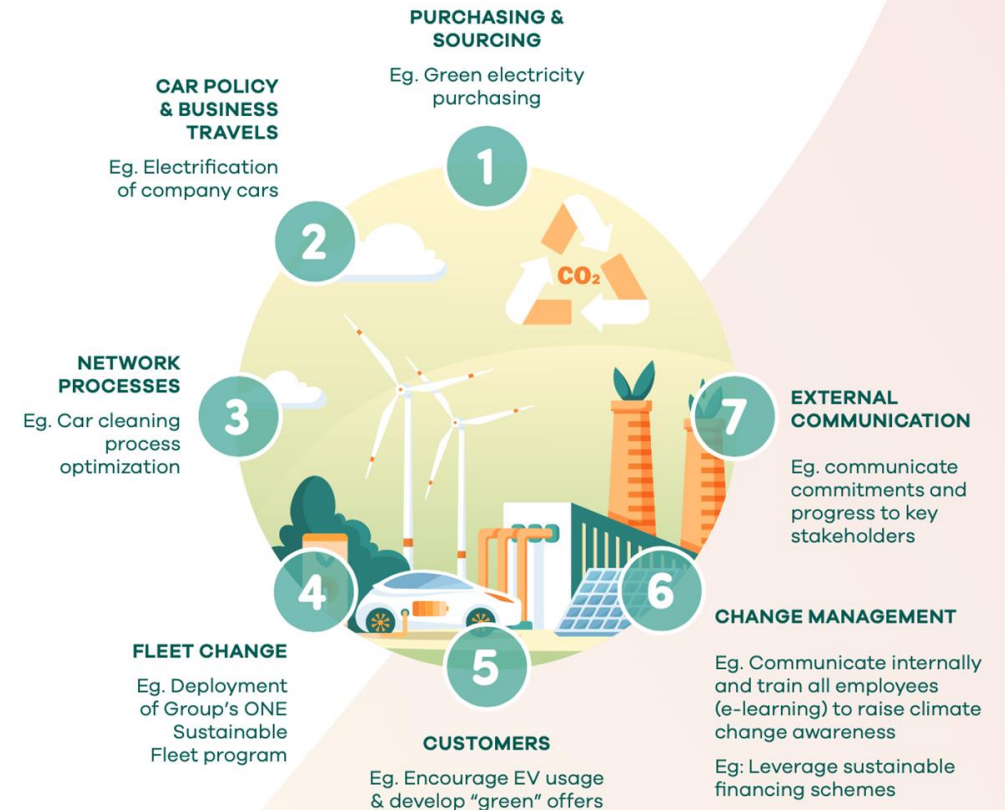 PURCHASING &
SOURCING
Eg. Green electricity
purchasing
1
CAR POLICY
& BUSINESS
TRAVELS
Eg. Electrification
of company cars
2
CO₂
NETWORK
PROCESSES
Eg. Car cleaning
process
optimization
3
FLEET CHANGE
Eg. Deployment
of Group's ONE
Sustainable
Fleet program
4
CUSTOMERS
Eg. Encourage EV usage
& develop "green" offers
5
CHANGE MANAGEMENT
Eg. Communicate internally
and train all employees
(e-learning) to raise climate
change awareness
Eg: Leverage sustainable
financing schemes
6
EXTERNAL
COMMUNICATION
Eg. communicate
commitments and
progress to key
stakeholders
7